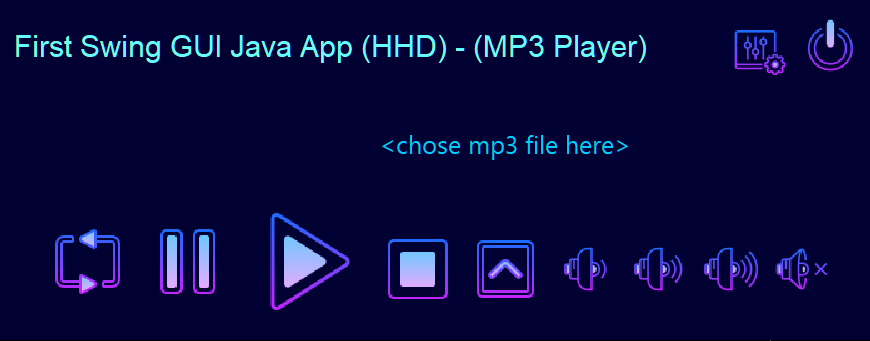 First Swing GUI Java App (HHD) - (MP3 Player)
<chose mp3 file here>